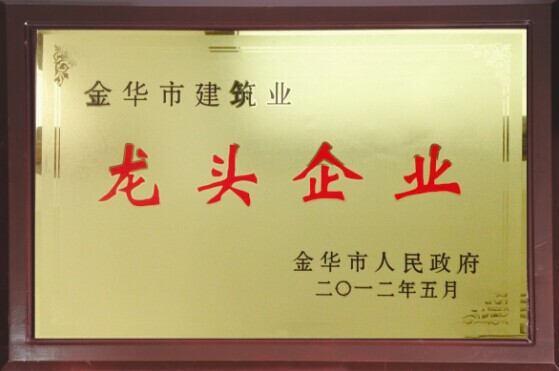 金华市建筑业
龙头企业
金华市人民政府
二〇一二年五月